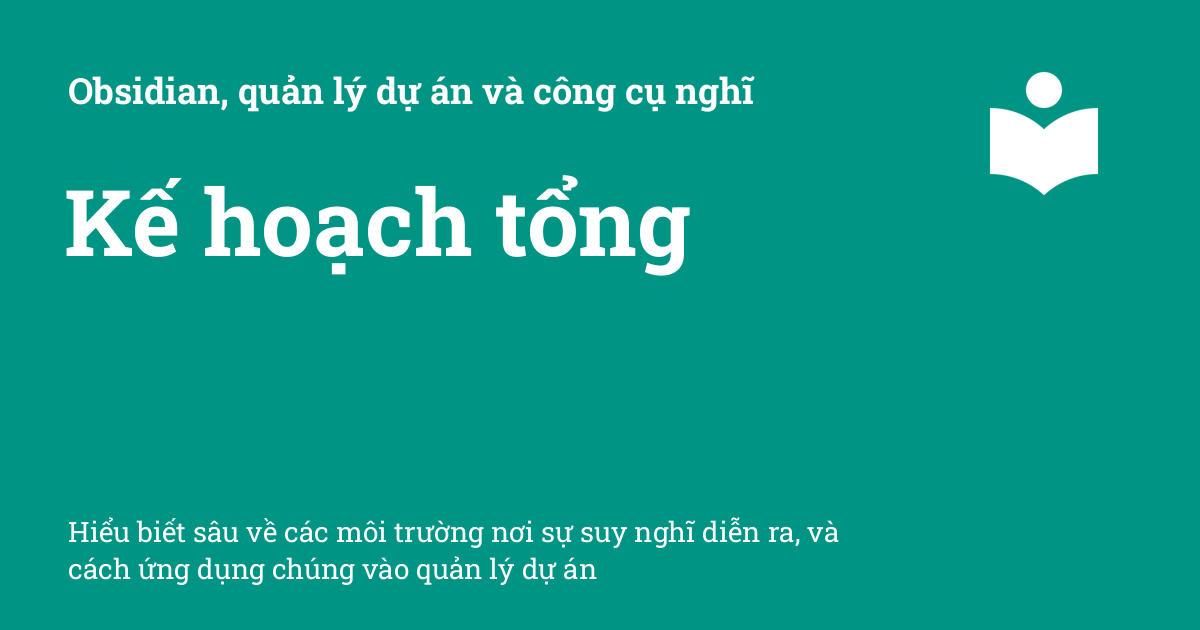 Obsidian, quản lý dự án và công cụ nghĩ
Kế hoạch tổng
Hiểu biết sâu về các môi trường nơi sự suy nghĩ diễn ra, và
cách ứng dụng chúng vào quản lý dự án